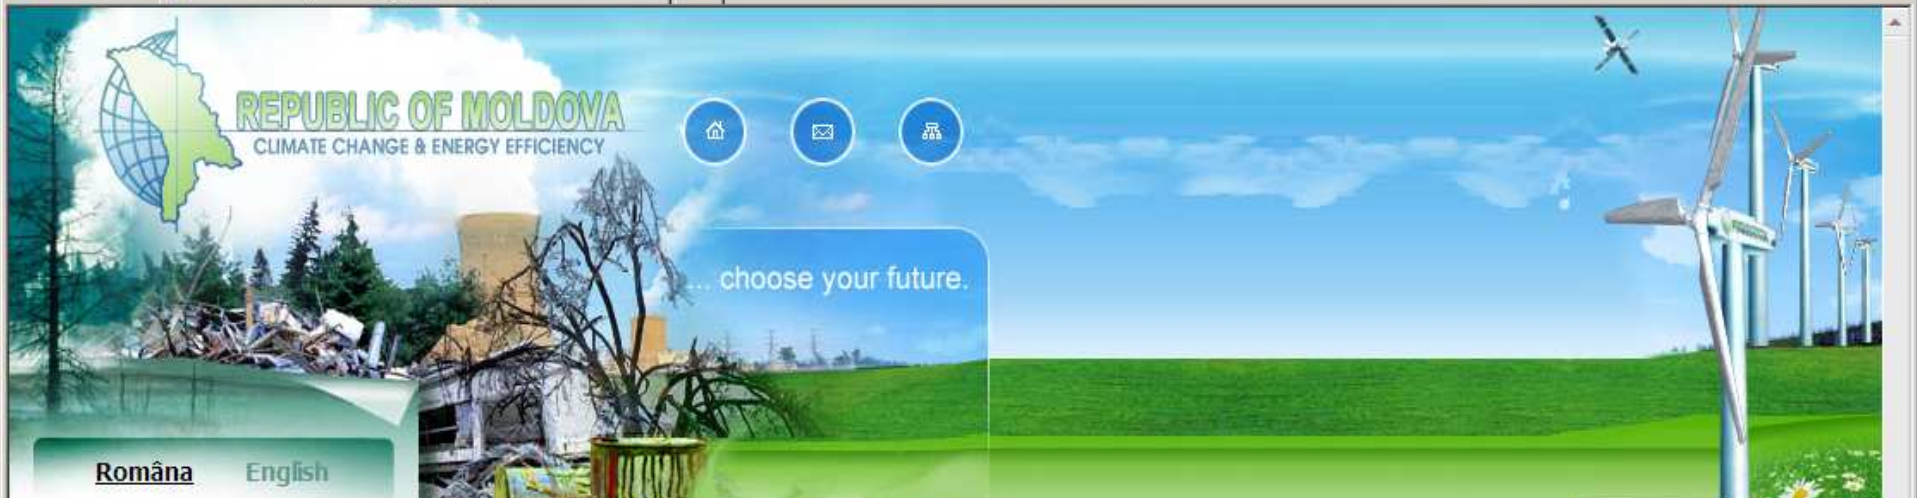 REPUBLIC OF MOLDOVA
CLIMATE CHANGE & ENERGY EFFICIENCY
... choose your future.
Româna English